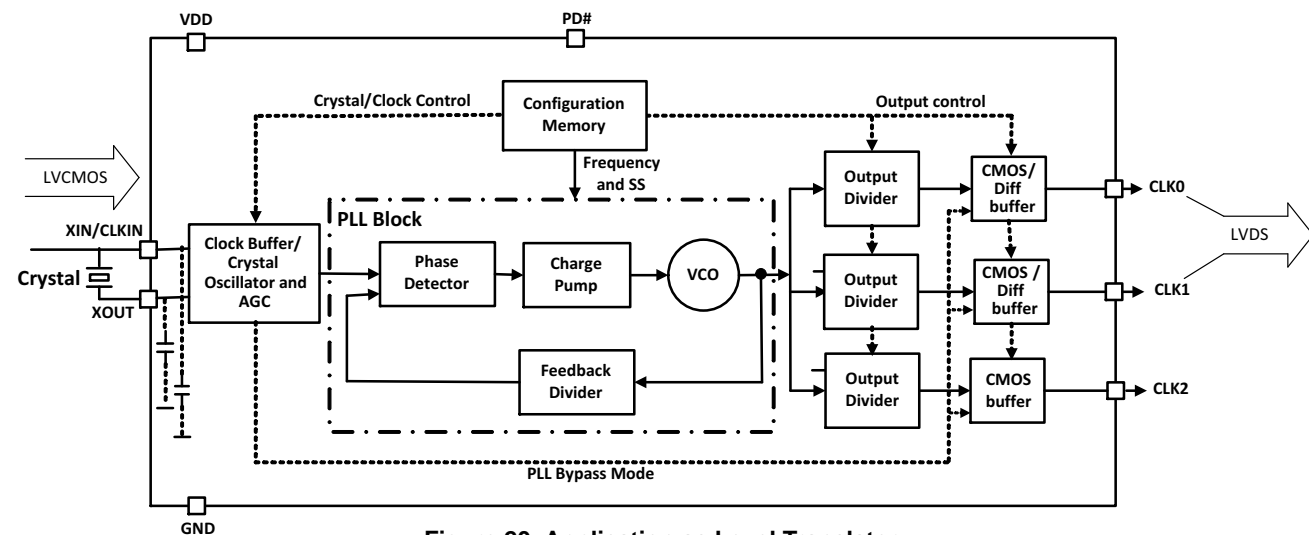 VDD
PD#
Crystal/Clock Control
Configuration
Memory
Output control
Frequency
and SS
LVCMOS
XIN/CLKIN
Crystal
XOUT
Clock Buffer/
Crystal
Oscillator and
AGC
PLL Block
Phase
Detector
Charge
Pump
VCO
Feedback
Divider
Output
Divider
Output
Divider
Output
Divider
CMOS/
Diff
buffer
CMOS /
Diff
buffer
CMOS
buffer
CLK0
LVDS
CLK1
CLK2
PLL Bypass Mode
GND